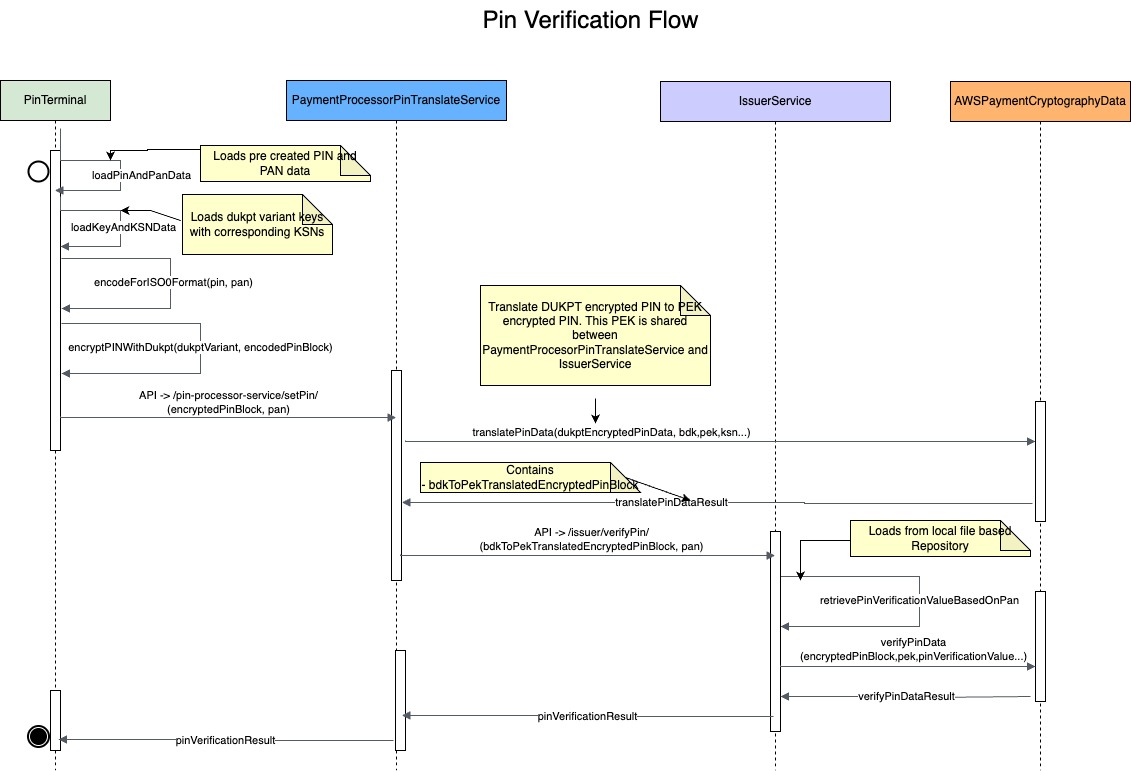 Pin Verification Flow
PinTerminal
PaymentProcessorPinTranslateService
IssuerService
AWSPaymentCryptographyData
Loads pre created PIN and
PAN data
loadPinAndPanData
Loads dukpt variant keys
with corresponding KSNs
loadKeyAndKSNData
encodeForISO0Format(pin, pan)
Translate DUKPT encrypted PIN to PEK
encrypted PIN. This PEK is shared
between
PaymentProcesorPinTranslateService and
IssuerService
encryptPINWithDukpt(dukptVariant, encodedPinBlock)
API -> /pin-processor-service/setPin/
(encryptedPinBlock, pan)
translatePinData(dukptEncryptedPinData, bdk,pek,ksn...)
Contains
- bdkToPekTranslatedEncryptedPinBlock
translatePinDataResult
API -> /issuer/verifyPin/
(bdkToPekTranslatedEncryptedPinBlock, pan)
Loads from local file based
Repository
retrievePinVerificationValueBasedOnPan
verifyPinData
(encryptedPinBlock,pek,pinVerificationValue...)
verifyPinDataResult
pinVerificationResult
pinVerificationResult